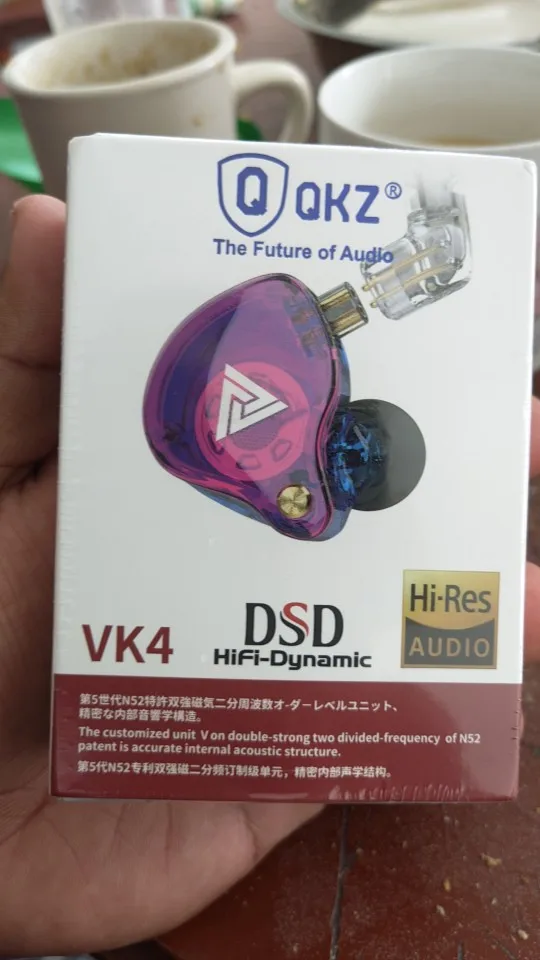 Q QKZ®
The Future of Audio
VK4
DSD
HiFi-Dynamic
Hi-Res
AUDIO
第5世代N52特許双強磁気二分周波数オ-ダーレベルユニット、
精密な内部音響学構造。
The customized unit V on double-strong two divided-frequency of N52
patent is accurate internal acoustic structure.
第5代N52专利双强磁二分频订制级单元，精密内部声学结构。